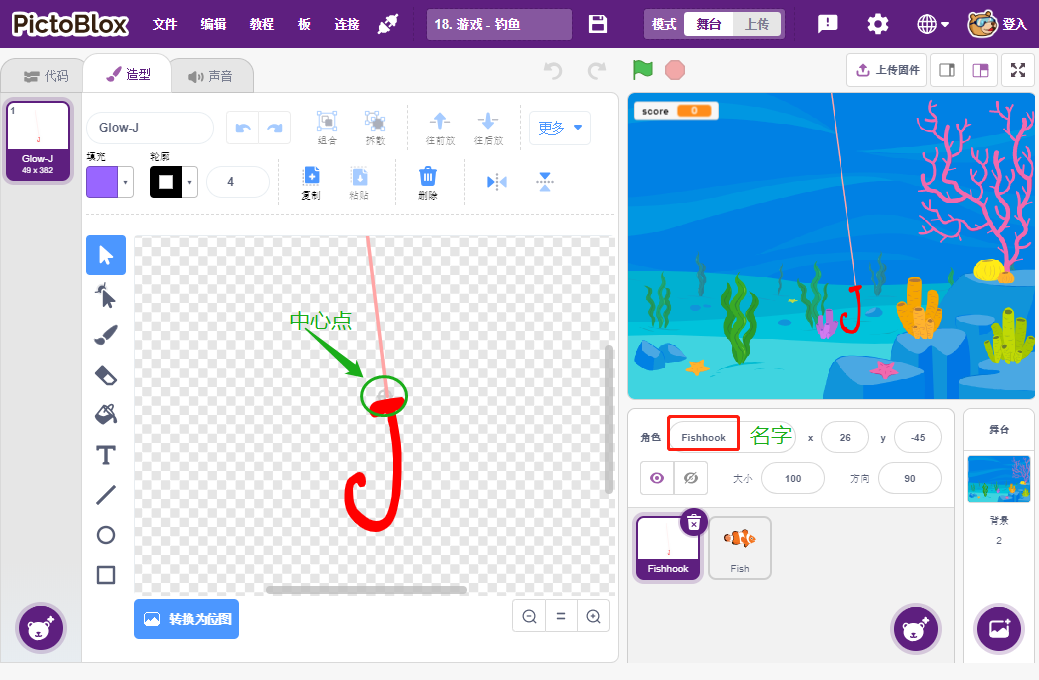 PictoBlox 文件 编辑 教程 板 连接 18. 游戏 - 钓鱼 模式 舞台 上传 登入
代码 造型 声音 上传固件
1
Glow-J
49 x 382
Glow-J 组合 拆散 往前放 往后放 更多
填充 轮廓 4 复制 粘贴 删除
中心点
转换为位图
score 0
角色 Fishhook 名字 x 26 y -45
大小 100 方向 90
Fishhook Fish
舞台
背景
2